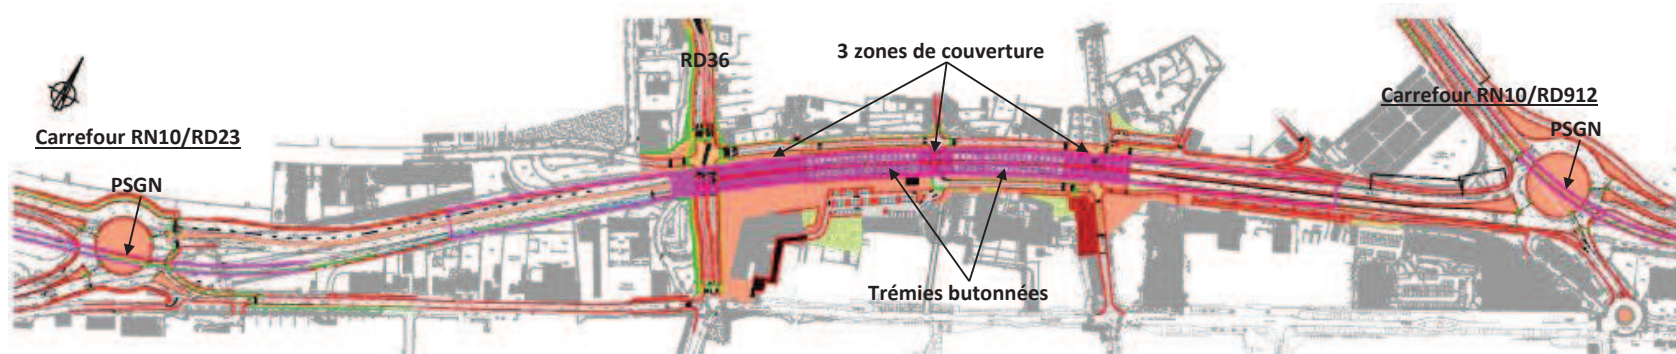 RD36
3 zones de couverture
Carrefour RN10/RD912
Carrefour RN10/RD23
PSGN
PSGN
Trémies butonnées